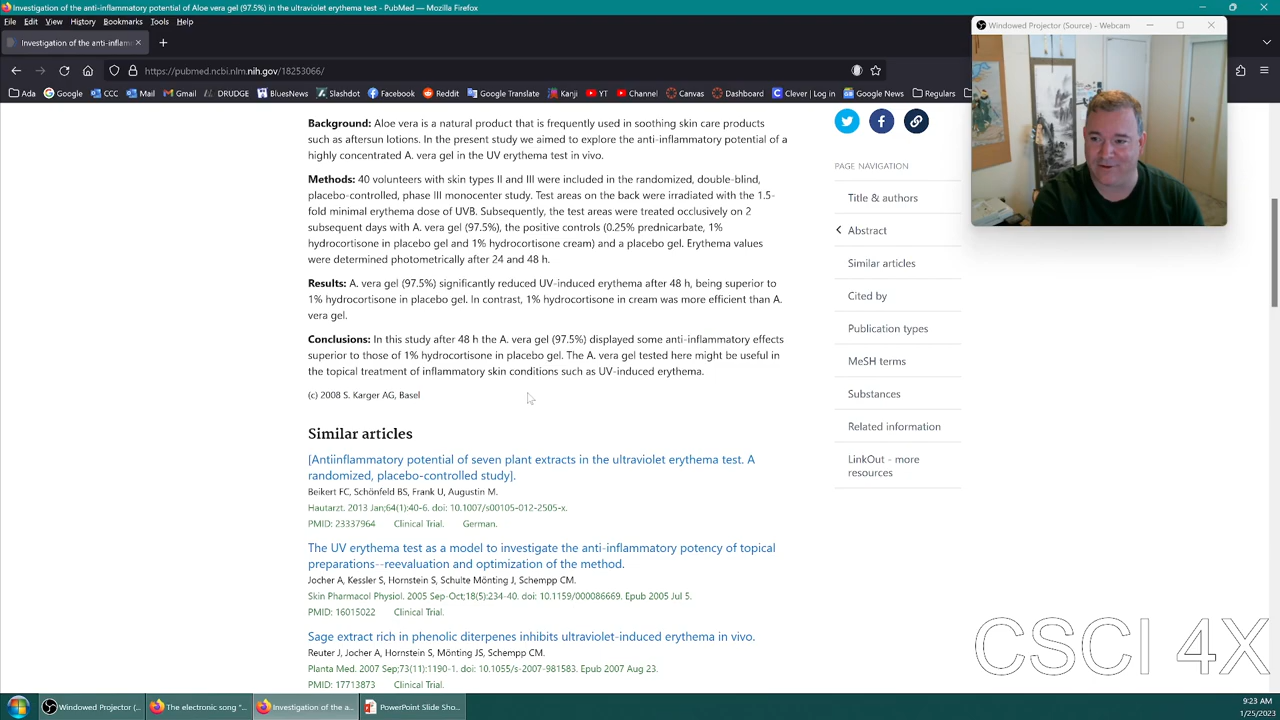 Investigation of the anti-inflammatory potential of Aloe vera gel (97.5%) in the ultraviolet erythema test - PubMed — Mozilla Firefox
File Edit View History Bookmarks Tools Help
Investigation of the anti-inflam
https://pubmed.ncbi.nlm.nih.gov/18253066/
Ada Google CCC Mail Gmail DRUDGE BluesNews Slashdot Facebook Reddit Google Translate Kanji YT Channel Canvas Dashboard Clever | Log in Google News Regulars
Windowed Projector (Source) - Webcam
Background: Aloe vera is a natural product that is frequently used in soothing skin care products
such as aftersun lotions. In the present study we aimed to explore the anti-inflammatory potential of a
highly concentrated A. vera gel in the UV erythema test in vivo.
Methods: 40 volunteers with skin types II and III were included in the randomized, double-blind,
placebo-controlled, phase III monocenter study. Test areas on the back were irradiated with the 1.5-
fold minimal erythema dose of UVB. Subsequently, the test areas were treated occlusively on 2
subsequent days with A. vera gel (97.5%), the positive controls (0.25% prednicarbate, 1%
hydrocortisone in placebo gel and 1% hydrocortisone cream) and a placebo gel. Erythema values
were determined photometrically after 24 and 48 h.
Results: A. vera gel (97.5%) significantly reduced UV-induced erythema after 48 h, being superior to
1% hydrocortisone in placebo gel. In contrast, 1% hydrocortisone in cream was more efficient than A.
vera gel.
Conclusions: In this study after 48 h the A. vera gel (97.5%) displayed some anti-inflammatory effects
superior to those of 1% hydrocortisone in placebo gel. The A. vera gel tested here might be useful in
the topical treatment of inflammatory skin conditions such as UV-induced erythema.
(c) 2008 S. Karger AG, Basel
Similar articles
[Antiinflammatory potential of seven plant extracts in the ultraviolet erythema test. A
randomized, placebo-controlled study].
Beikert FC, Schönfeld BS, Frank U, Augustin M.
Hautarzt. 2013 Jan;64(1):40-6. doi: 10.1007/s00105-012-2505-x.
PMID: 23337964 Clinical Trial. German.
The UV erythema test as a model to investigate the anti-inflammatory potency of topical
preparations--reevaluation and optimization of the method.
Jocher A, Kessler S, Hornstein S, Schulte Mönting J, Schempp CM.
Skin Pharmacol Physiol. 2005 Sep-Oct;18(5):234-40. doi: 10.1159/000086669. Epub 2005 Jul 5.
PMID: 16015022 Clinical Trial.
Sage extract rich in phenolic diterpenes inhibits ultraviolet-induced erythema in vivo.
Reuter J, Jocher A, Hornstein S, Mönting JS, Schempp CM.
Planta Med. 2007 Sep;73(11):1190-1. doi: 10.1055/s-2007-981583. Epub 2007 Aug 23.
PMID: 17713873 Clinical Trial.
PAGE NAVIGATION
Title & authors
Abstract
Similar articles
Cited by
Publication types
MeSH terms
Substances
Related information
LinkOut - more
resources
CSCI 4X
Windowed Projector (... The electronic song "... Investigation of the a... PowerPoint Slide Sho...
9:23 AM
1/25/2023